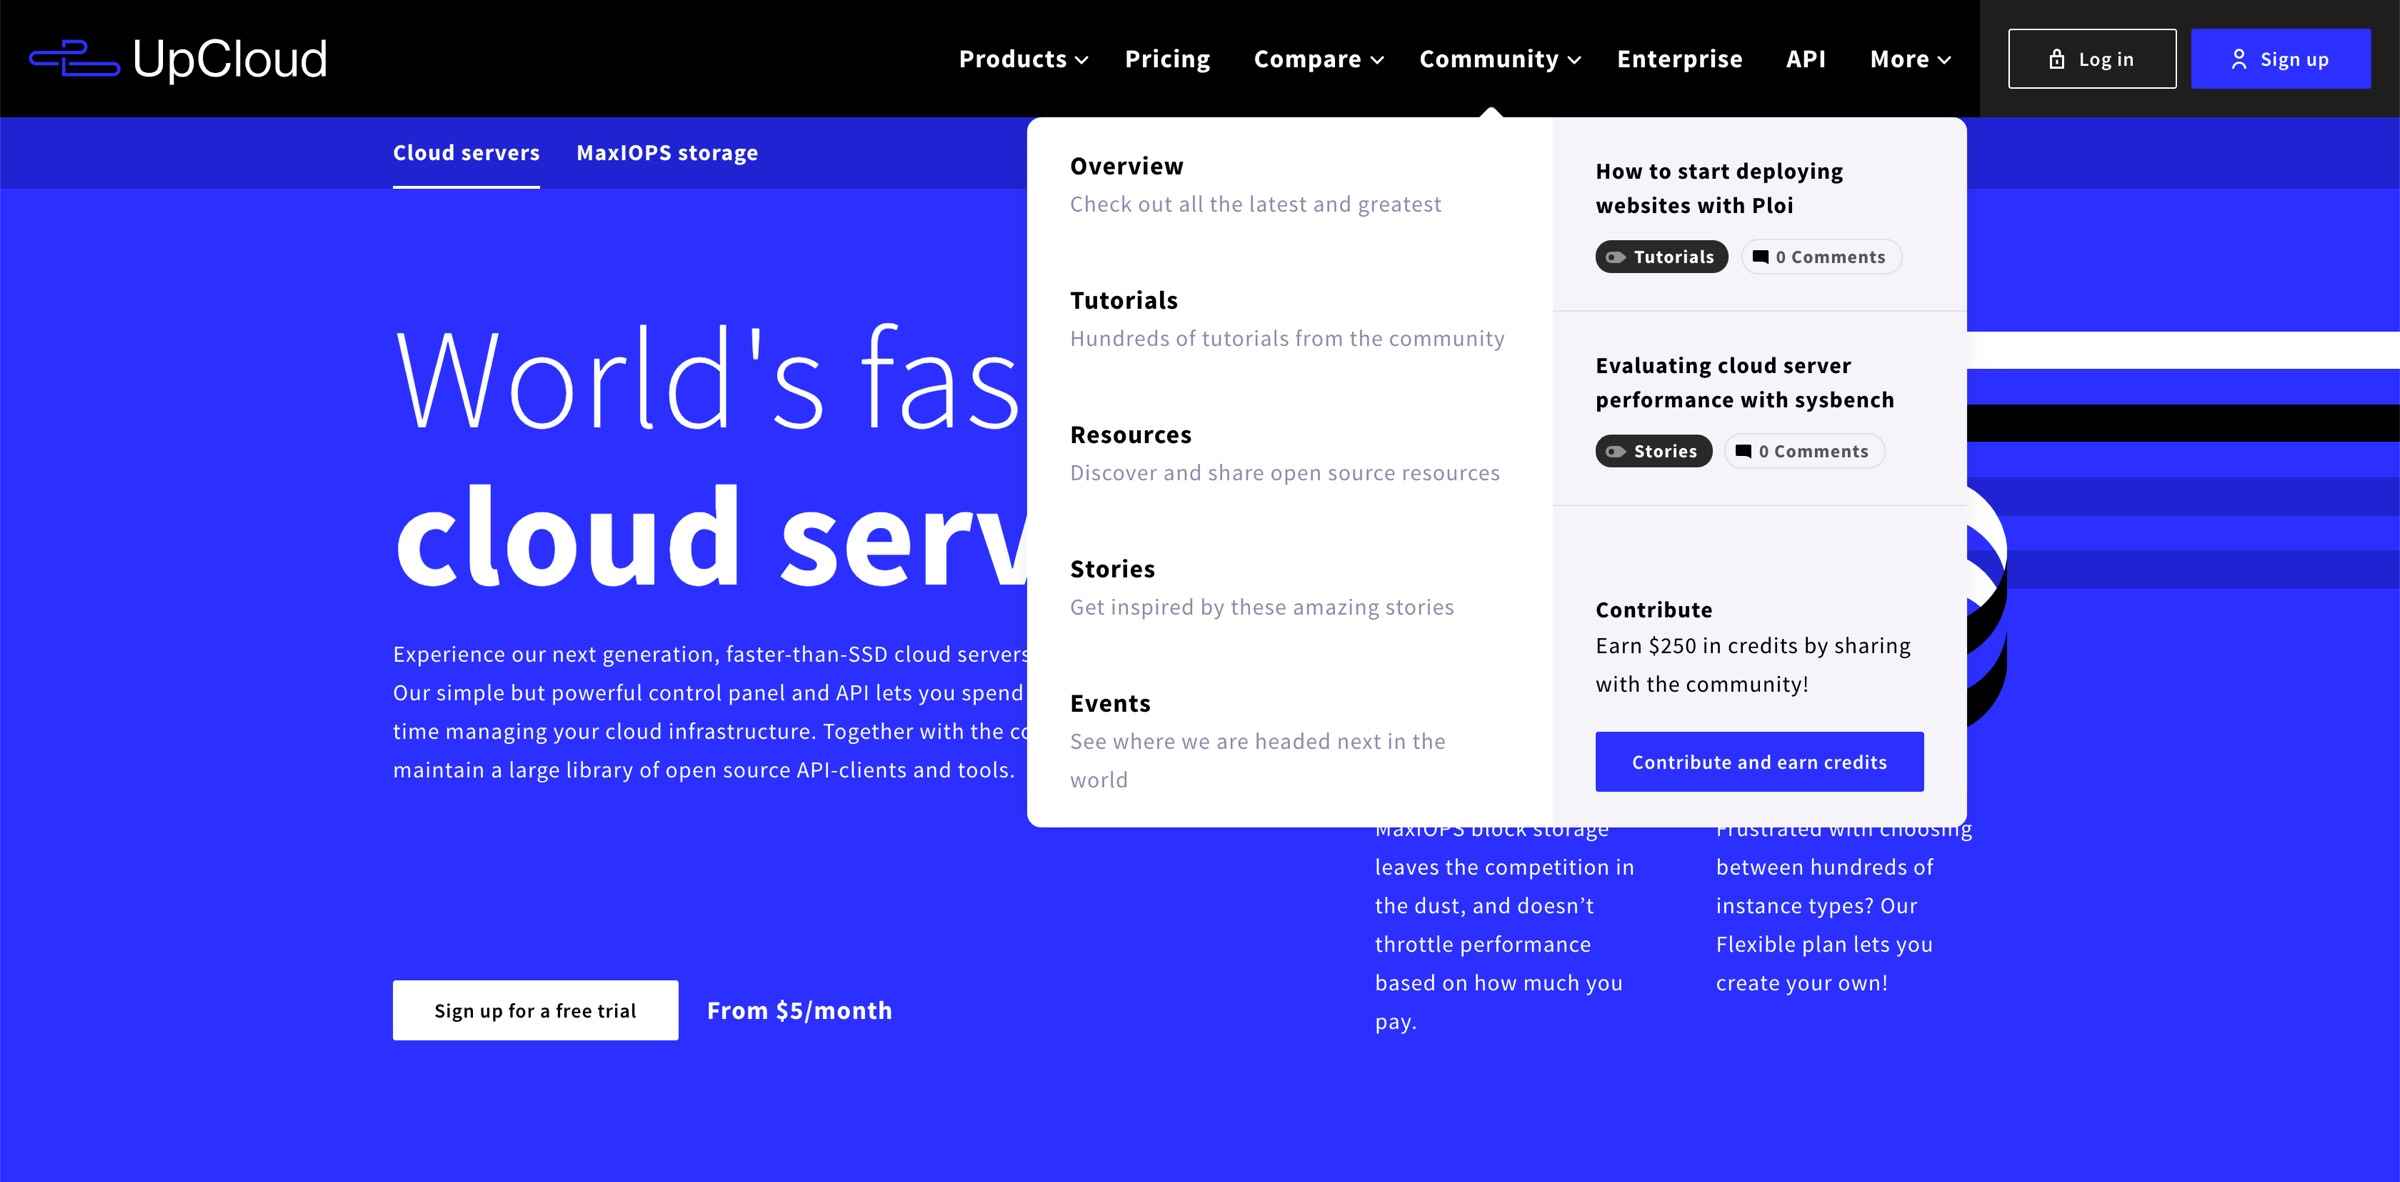 UpCloud
Products
Pricing
Compare
Community
Enterprise
API
More
Log in
Sign up
Cloud servers
MaxIOPS storage
World's fas
cloud serv
Experience our next generation, faster-than-SSD cloud servers
Our simple but powerful control panel and API lets you spend
time managing your cloud infrastructure. Together with the co
maintain a large library of open source API-clients and tools.
Sign up for a free trial
From $5/month
Overview
Check out all the latest and greatest
Tutorials
Hundreds of tutorials from the community
Resources
Discover and share open source resources
Stories
Get inspired by these amazing stories
Events
See where we are headed next in the
world
How to start deploying
websites with Ploi
Tutorials
0 Comments
Evaluating cloud server
performance with sysbench
Stories
0 Comments
Contribute
Earn $250 in credits by sharing
with the community!
Contribute and earn credits
MaxIOPS block storage
leaves the competition in
the dust, and doesn’t
throttle performance
based on how much you
pay.
Frustrated with choosing
between hundreds of
instance types? Our
Flexible plan lets you
create your own!